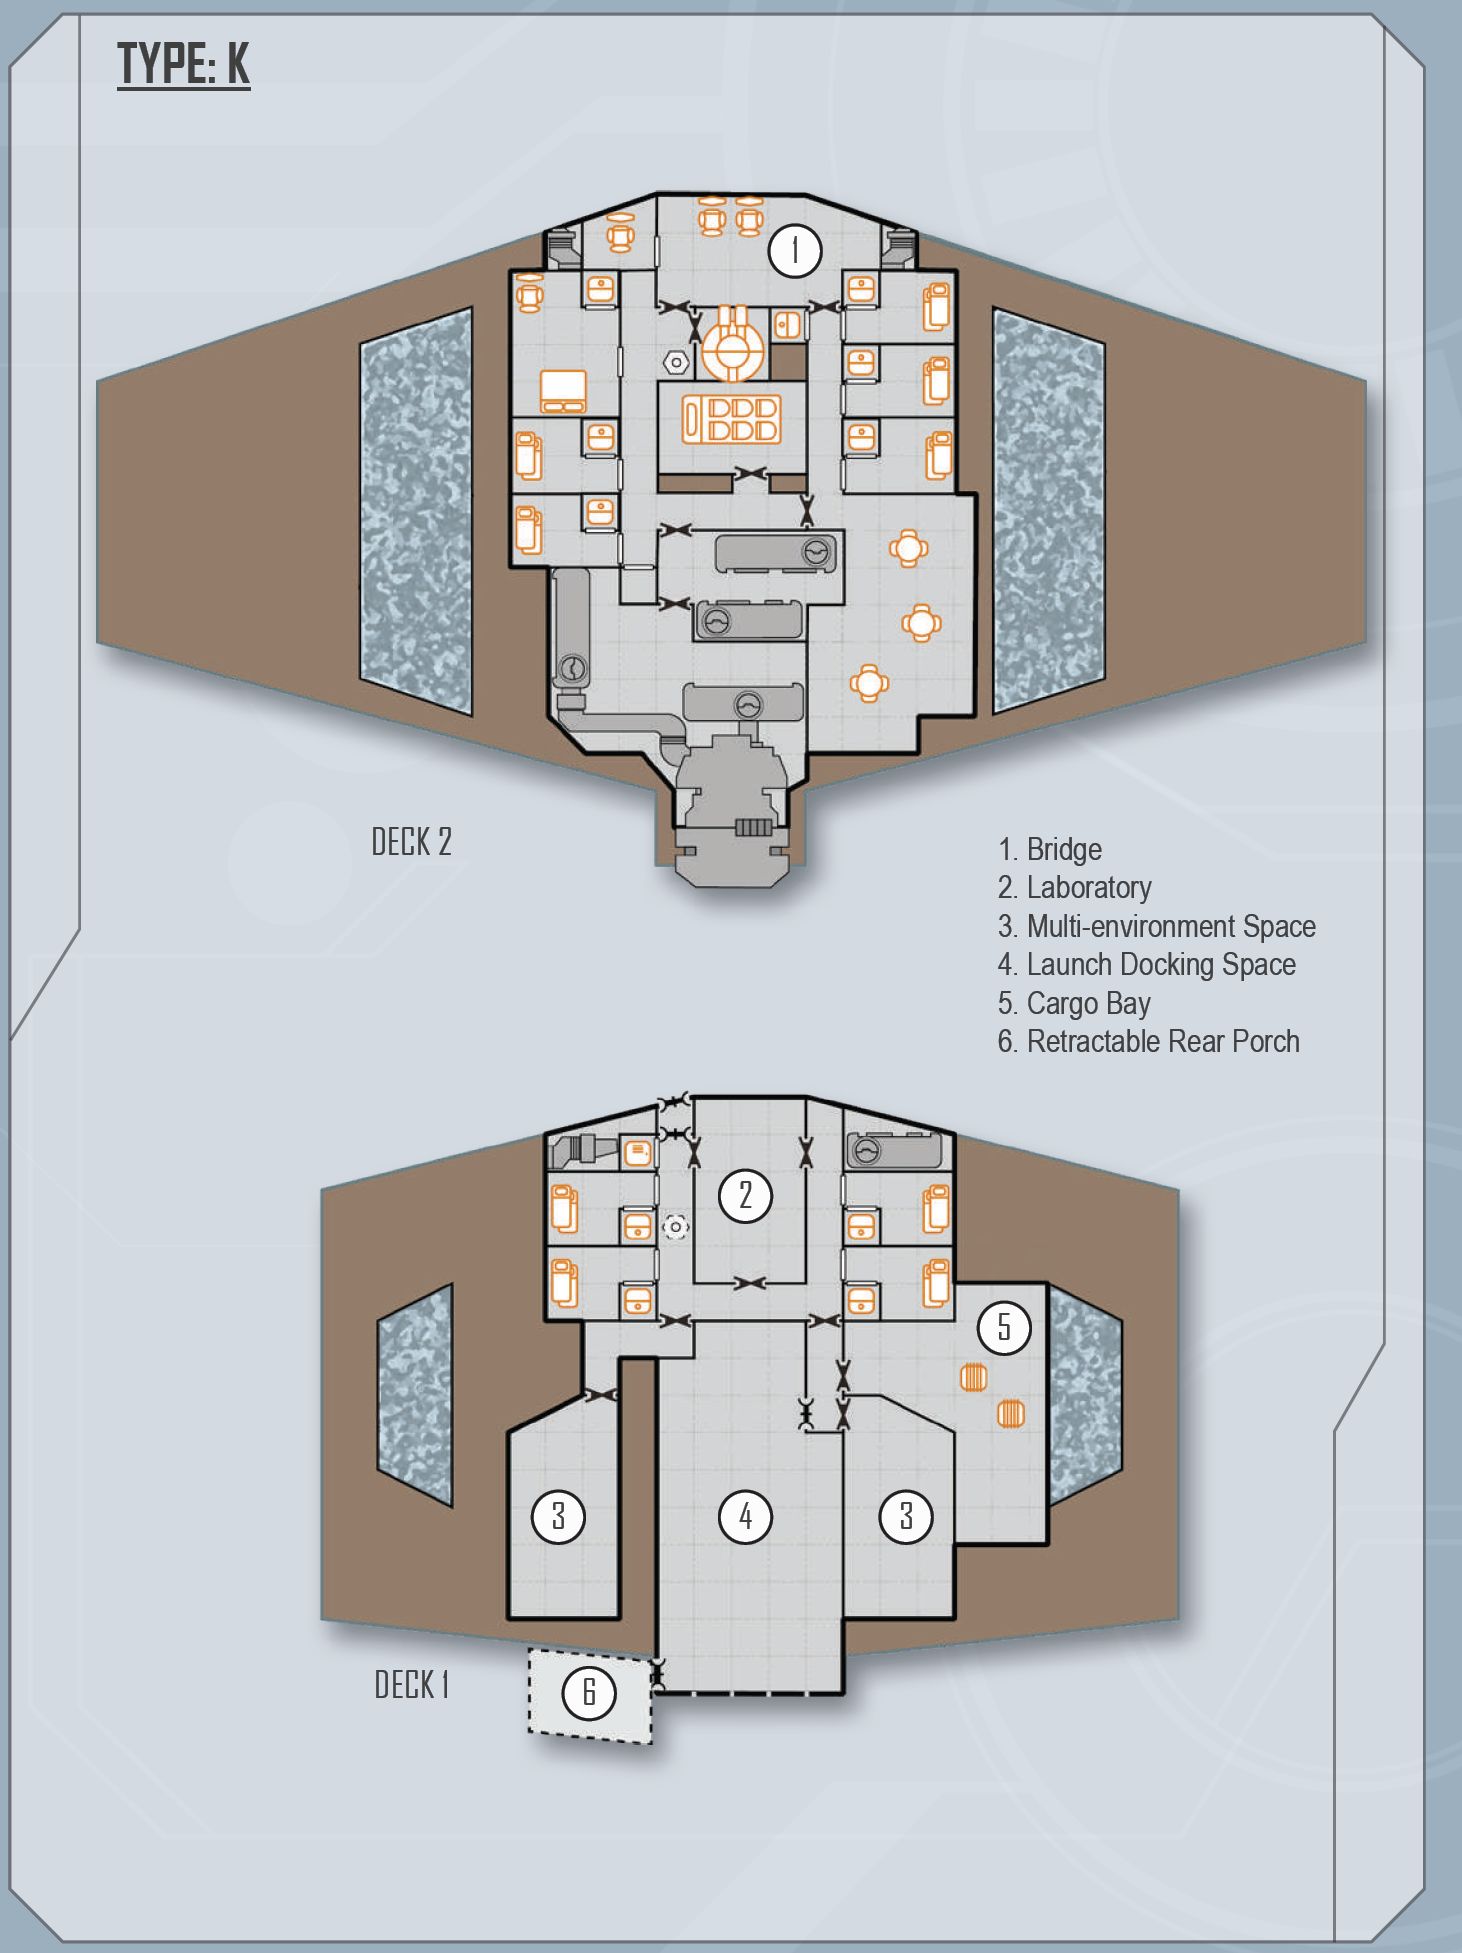 TYPE: K
1
DECK 2
1. Bridge
2. Laboratory
3. Multi-environment Space
4. Launch Docking Space
5. Cargo Bay
6. Retractable Rear Porch
2
5
3
4
3
DECK 1
6